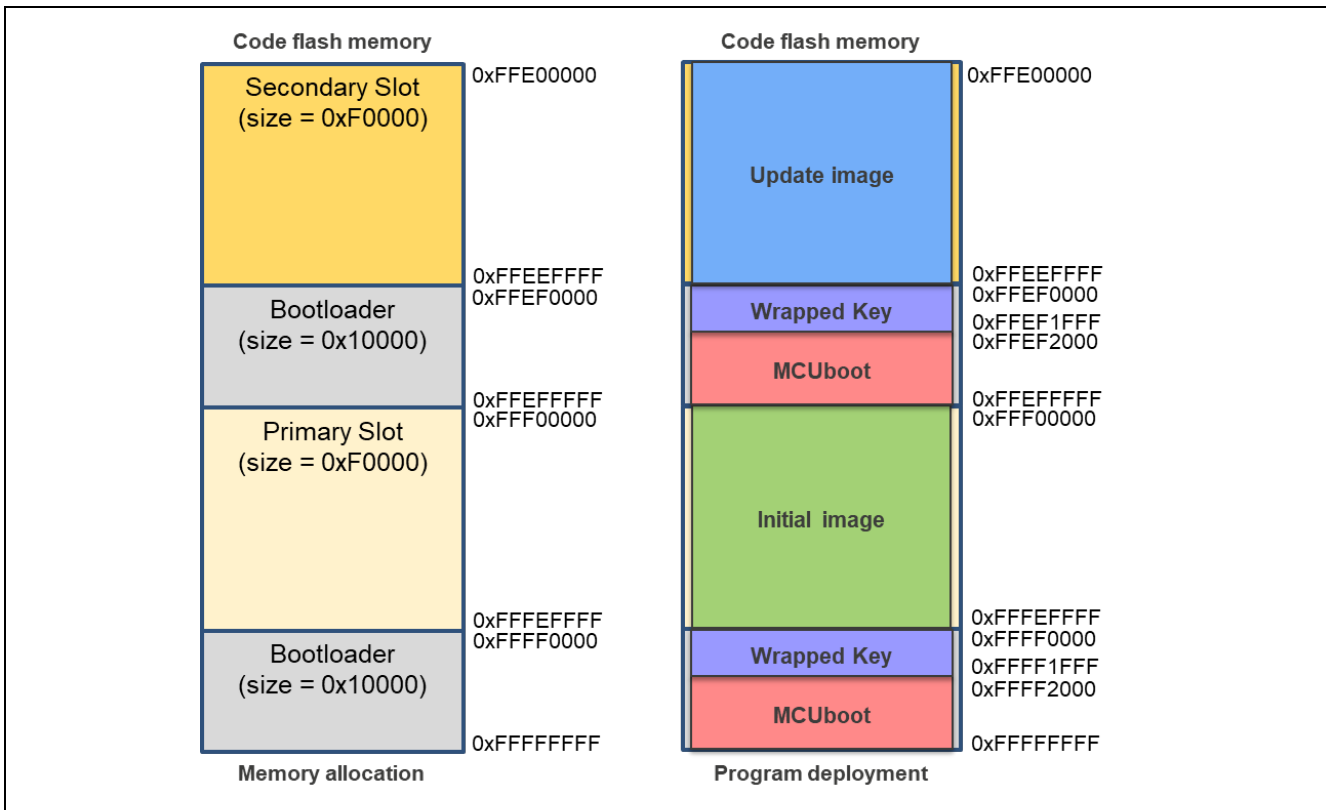 Code flash memory
Secondary Slot
(size = 0xF0000)
0xFFE00000
0xFFEEFFFF
0xFFEF0000
Bootloader
(size = 0x10000)
0xFFEFFFFF
0xFFF00000
Primary Slot
(size = 0xF0000)
0xFFFEFFFF
0xFFFF0000
Bootloader
(size = 0x10000)
0xFFFFFFFF
Memory allocation
Code flash memory
0xFFE00000
Update image
0xFFEEFFFF
0xFFEF0000
Wrapped Key
0xFFEF1FFF
0xFFEF2000
MCUboot
0xFFEFFFFF
0xFFF00000
Initial image
0xFFFEFFFF
0xFFFF0000
Wrapped Key
0xFFFF1FFF
0xFFFF2000
MCUboot
0xFFFFFFFF
Program deployment